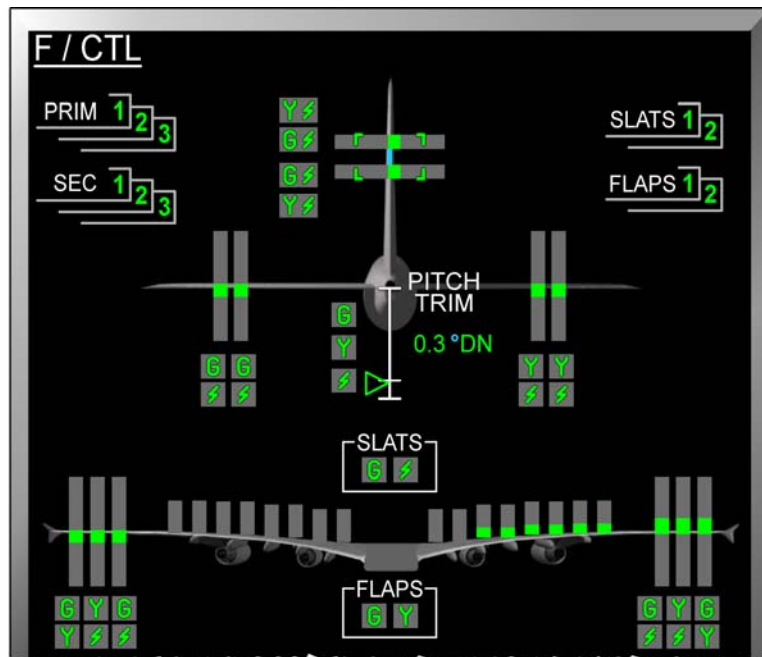 F / CTL
PRIM 1 2 3
SEC 1 2 3
Y
G
G
Y
SLATS 1 2
FLAPS 1 2
PITCH
TRIM
0.3 °DN
G
Y
G G
Y Y
SLATS
G
FLAPS
G Y
G Y G
Y
G Y G
Y